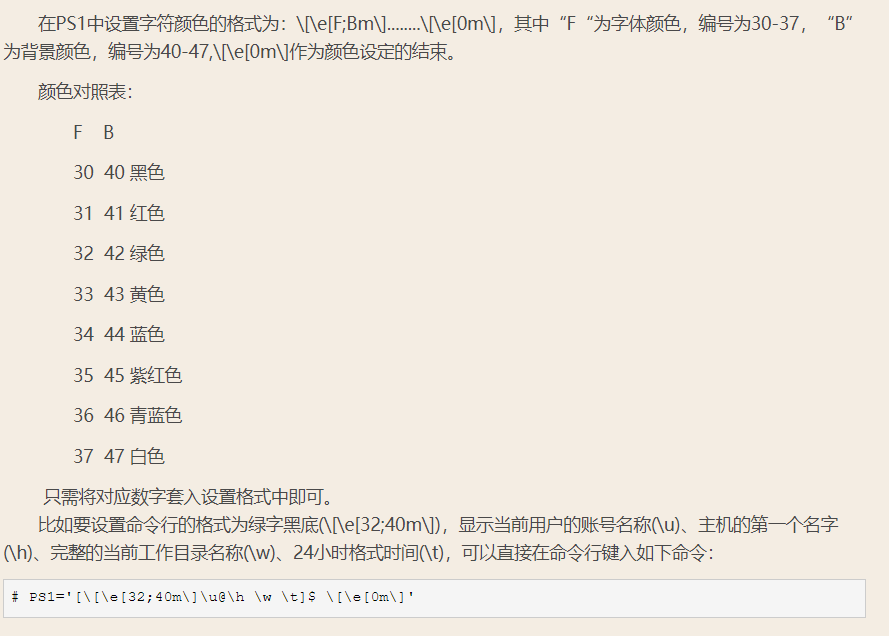 在PS1中设置字符颜色的格式为：\[\e[F;Bm\]........\[\e[0m\]，其中“F“为字体颜色，编号为30-37，“B”
为背景颜色，编号为40-47,\[\e[0m\]作为颜色设定的结束。
颜色对照表：
F B
30 40 黑色
31 41 红色
32 42 绿色
33 43 黄色
34 44 蓝色
35 45 紫红色
36 46 青蓝色
37 47 白色
只需将对应数字套入设置格式中即可。
比如要设置命令行的格式为绿字黑底(\[\e[32;40m\])，显示当前用户的账号名称(\u)、主机的第一个名字
(\h)、完整的当前工作目录名称(\w)、24小时格式时间(\t)，可以直接在命令行键入如下命令：
# PS1='[\[\e[32;40m\]\u@\h \w \t]$ \[\e[0m\]'